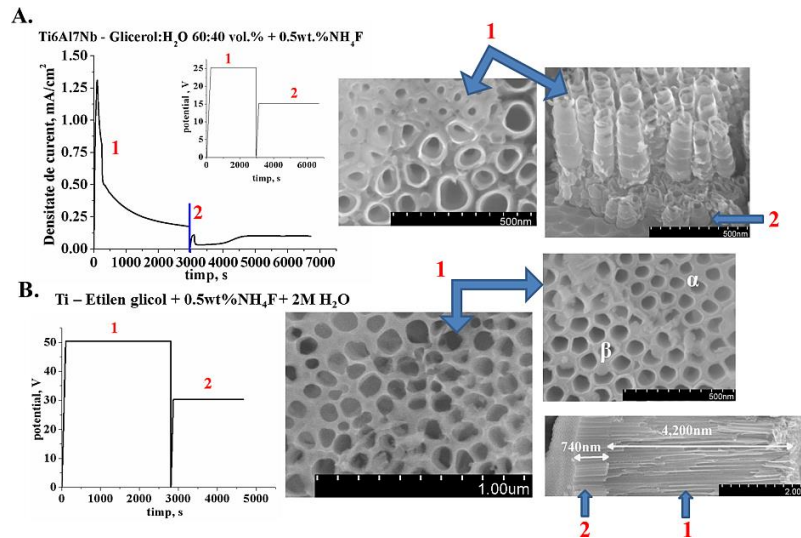 A.
Ti6Al7Nb - Glicerol:H₂O 60:40 vol.% + 0.5wt.%NH₄F
Densitate de curent, mA/cm²
1.50
1.25
1.00
0.75
0.50
0.25
0.00
1
2
0 1000 2000 3000 4000 5000 6000 7000
timp, s
potential, V
25
20
15
10
5
0
1
2
0 2000 4000 6000
timp, s
1
500nm
500nm
2
B.
Ti – Etilen glicol + 0.5wt%NH₄F+ 2M H₂O
potential, V
60
50
40
30
20
10
0
1
2
0 1000 2000 3000 4000 5000
timp, s
1
1.00um
α
β
500nm
4.200nm
740nm
2.00
2
1